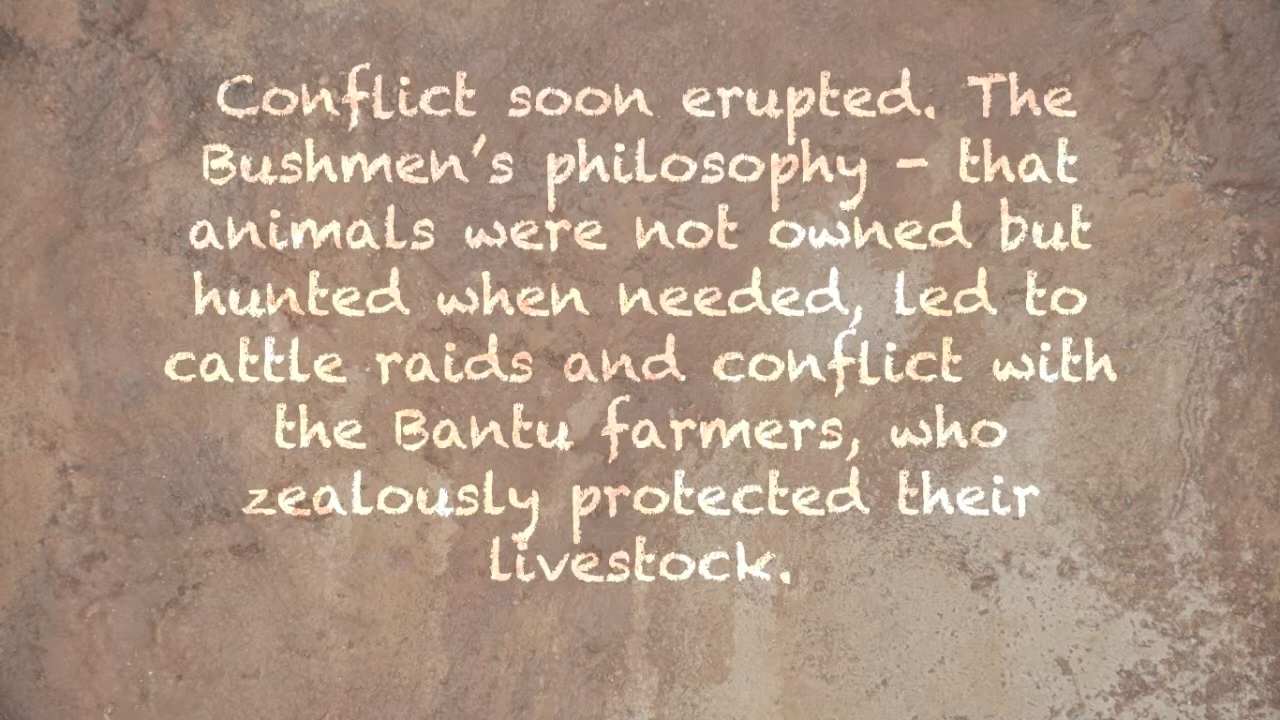 Conflict soon erupted. The
Bushmen’s philosophy – that
animals were not owned but
hunted when needed, led to
cattle raids and conflict with
the Bantu farmers, who
zealously protected their
livestock.